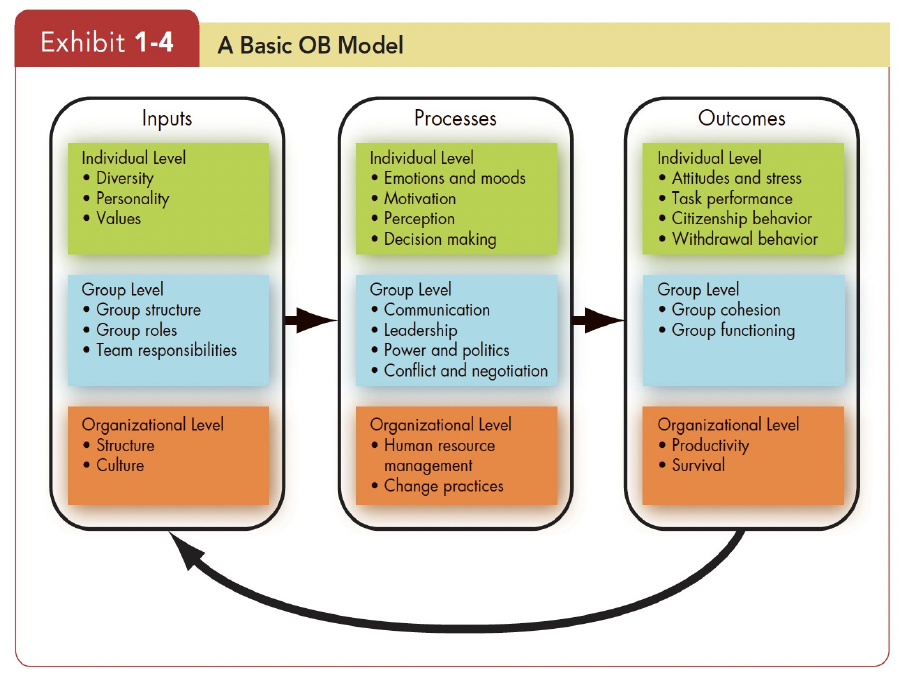 Exhibit 1-4
A Basic OB Model
Inputs
Individual Level
• Diversity
• Personality
• Values
Group Level
• Group structure
• Group roles
• Team responsibilities
Organizational Level
• Structure
• Culture
Processes
Individual Level
• Emotions and moods
• Motivation
• Perception
• Decision making
Group Level
• Communication
• Leadership
• Power and politics
• Conflict and negotiation
Organizational Level
• Human resource
management
• Change practices
Outcomes
Individual Level
• Attitudes and stress
• Task performance
• Citizenship behavior
• Withdrawal behavior
Group Level
• Group cohesion
• Group functioning
Organizational Level
• Productivity
• Survival